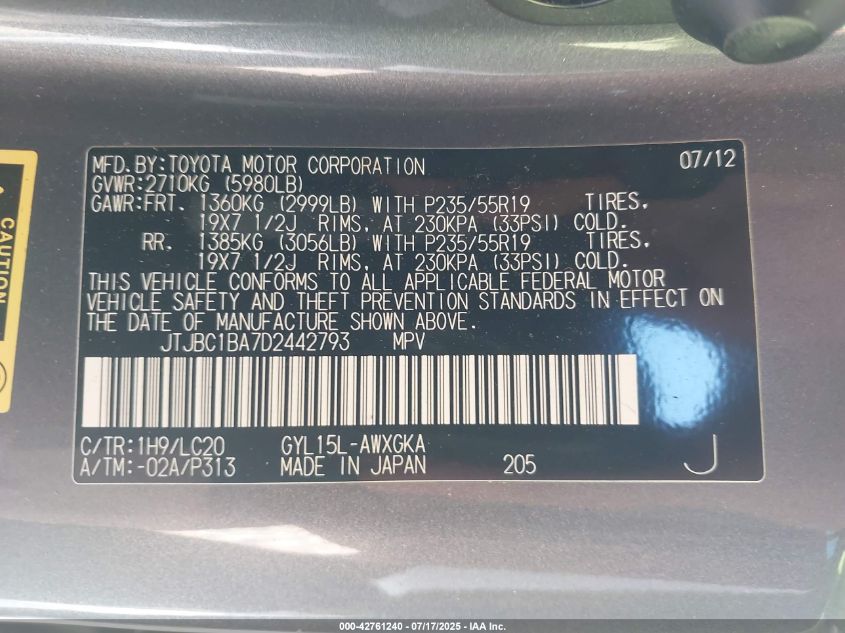 MFD.BY:TOYOTA MOTOR CORPORATION 07/12
GVWR:2710KG (5980LB)
GAWR:FRT. 1360KG (2999LB) WITH P235/55R19 TIRES,
19X7 1/2J RIMS, AT 230KPA (33PSI) COLD.
RR. 1385KG (3056LB) WITH P235/55R19 TIRES,
19X7 1/2J RIMS, AT 230KPA (33PSI) COLD.
THIS VEHICLE CONFORMS TO ALL APPLICABLE FEDERAL MOTOR
VEHICLE SAFETY AND THEFT PREVENTION STANDARDS IN EFFECT ON
THE DATE OF MANUFACTURE SHOWN ABOVE.
JTJBC1BA7D2442793 MPV
C/TR:1H9/LC20 GYL15L-AWXGKA
A/TM:-02A/P313 MADE IN JAPAN 205 J
CAUTION
000-42761240 - 07/17/2025 - IAA Inc.